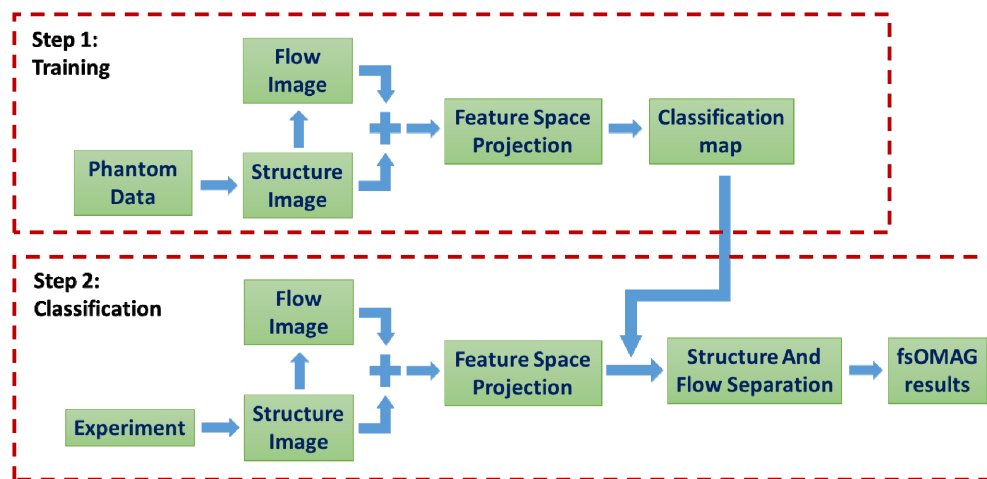 Step 1:
Training
Flow
Image
Phantom
Data
Structure
Image
Feature Space
Projection
Classification
map
Step 2:
Classification
Flow
Image
Experiment
Structure
Image
Feature Space
Projection
Structure And
Flow Separation
fsOMAG
results